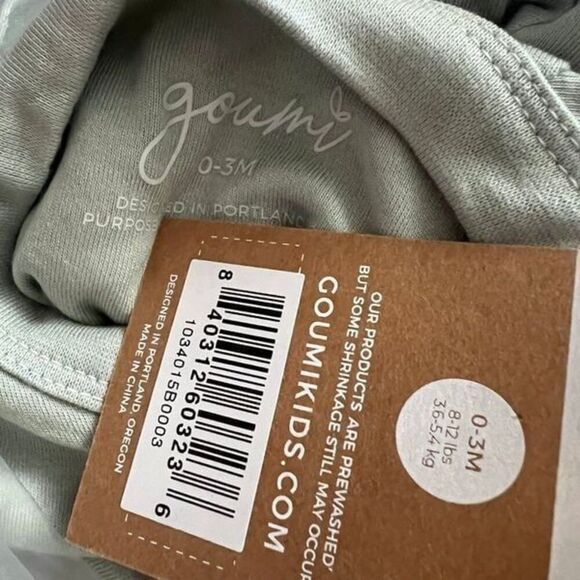 goumi
0-3M
DESIGNED IN PORTLAND
OUR PRODUCTS ARE PREWASHED
BUT SOME SHRINKAGE STILL MAY OCCUR
GOUMIKIDS.COM
8 40312 60323 6
1034015B0003
DESIGNED IN PORTLAND, OREGON
MADE IN CHINA
0-3M
8-12 lbs
3.6-5.4 kg